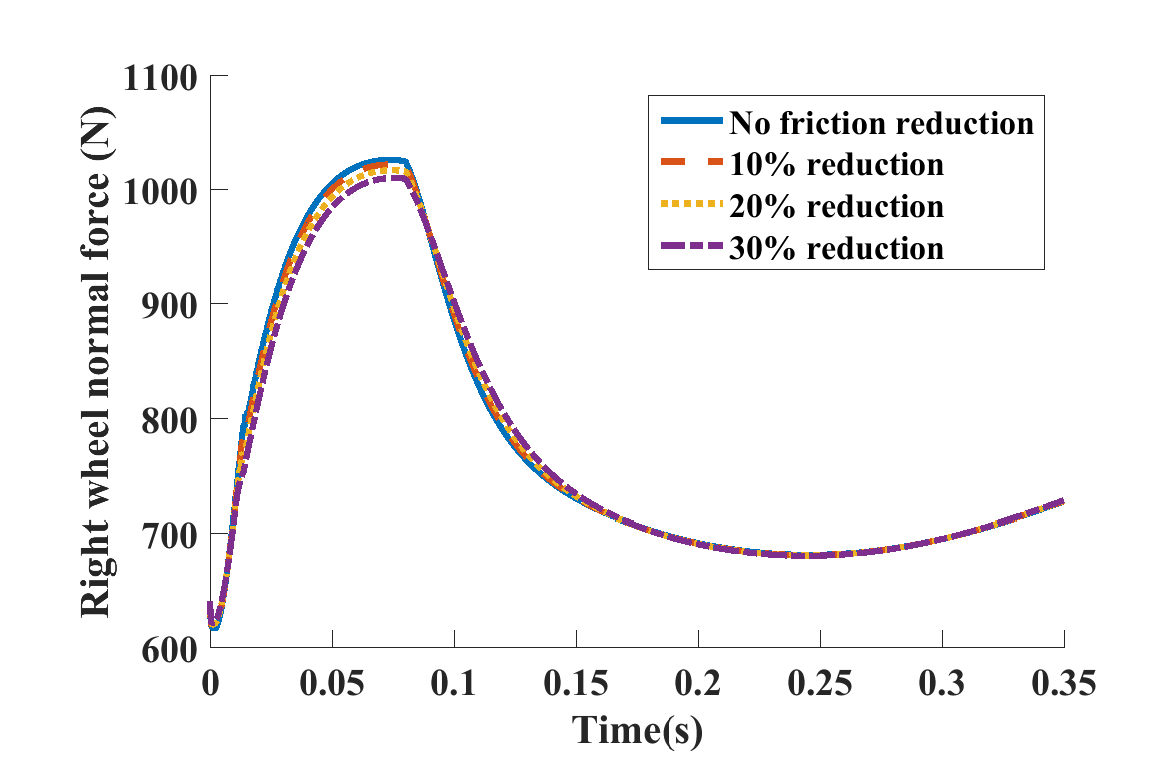 Right wheel normal force (N)
1100
1000
900
800
700
600
No friction reduction
10% reduction
20% reduction
30% reduction
0
0.05
0.1
0.15
0.2
0.25
0.3
0.35
Time(s)